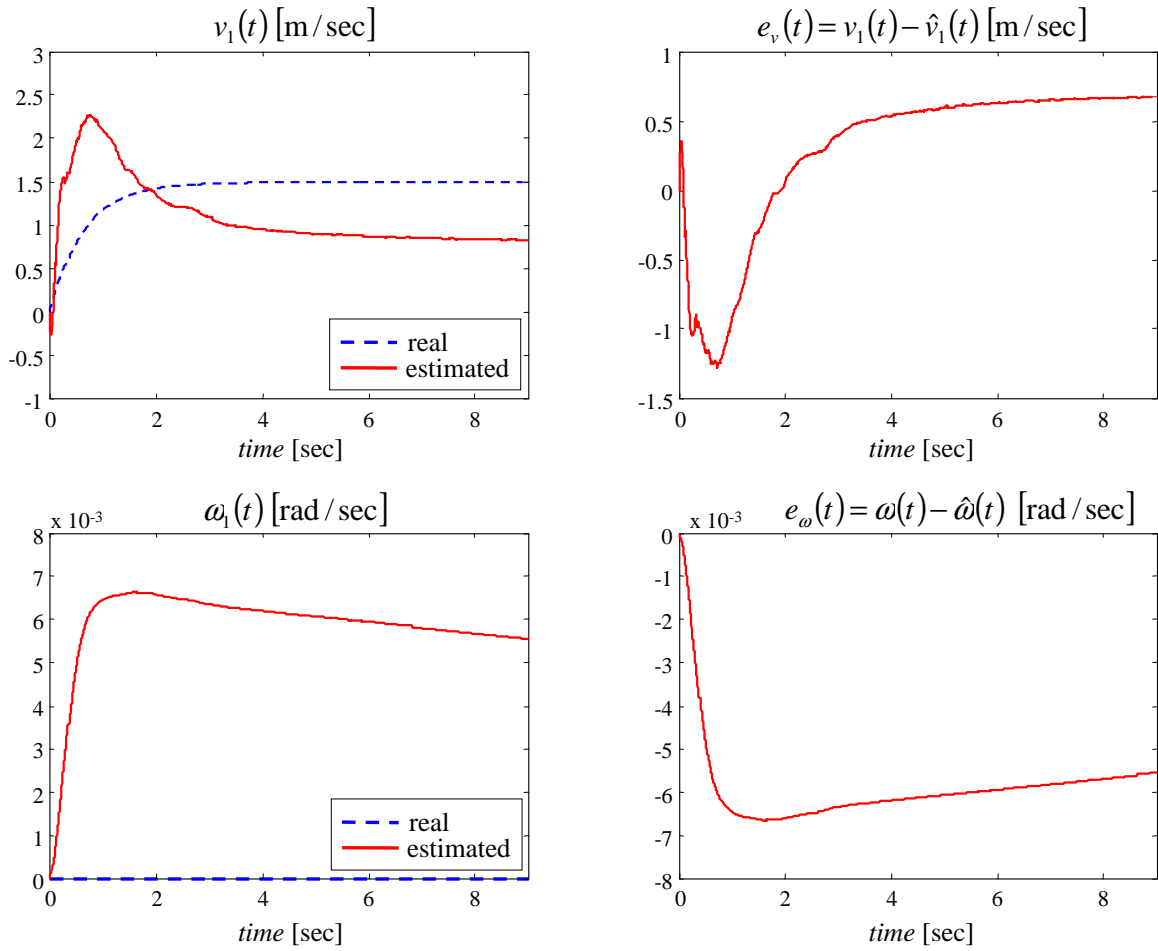 v₁(t) [m / sec]
3
2.5
2
1.5
1
0.5
0
-0.5
-1
real
estimated
0 2 4 6 8
time [sec]
e_v(t) = v₁(t) − v̂₁(t) [m / sec]
1
0.5
0
-0.5
-1
-1.5
0 2 4 6 8
time [sec]
ω₁(t) [rad / sec]
x 10⁻³
8
7
6
5
4
3
2
1
0
real
estimated
0 2 4 6 8
time [sec]
e_ω(t) = ω(t) − ω̂(t) [rad / sec]
x 10⁻³
0
-1
-2
-3
-4
-5
-6
-7
-8
0 2 4 6 8
time [sec]